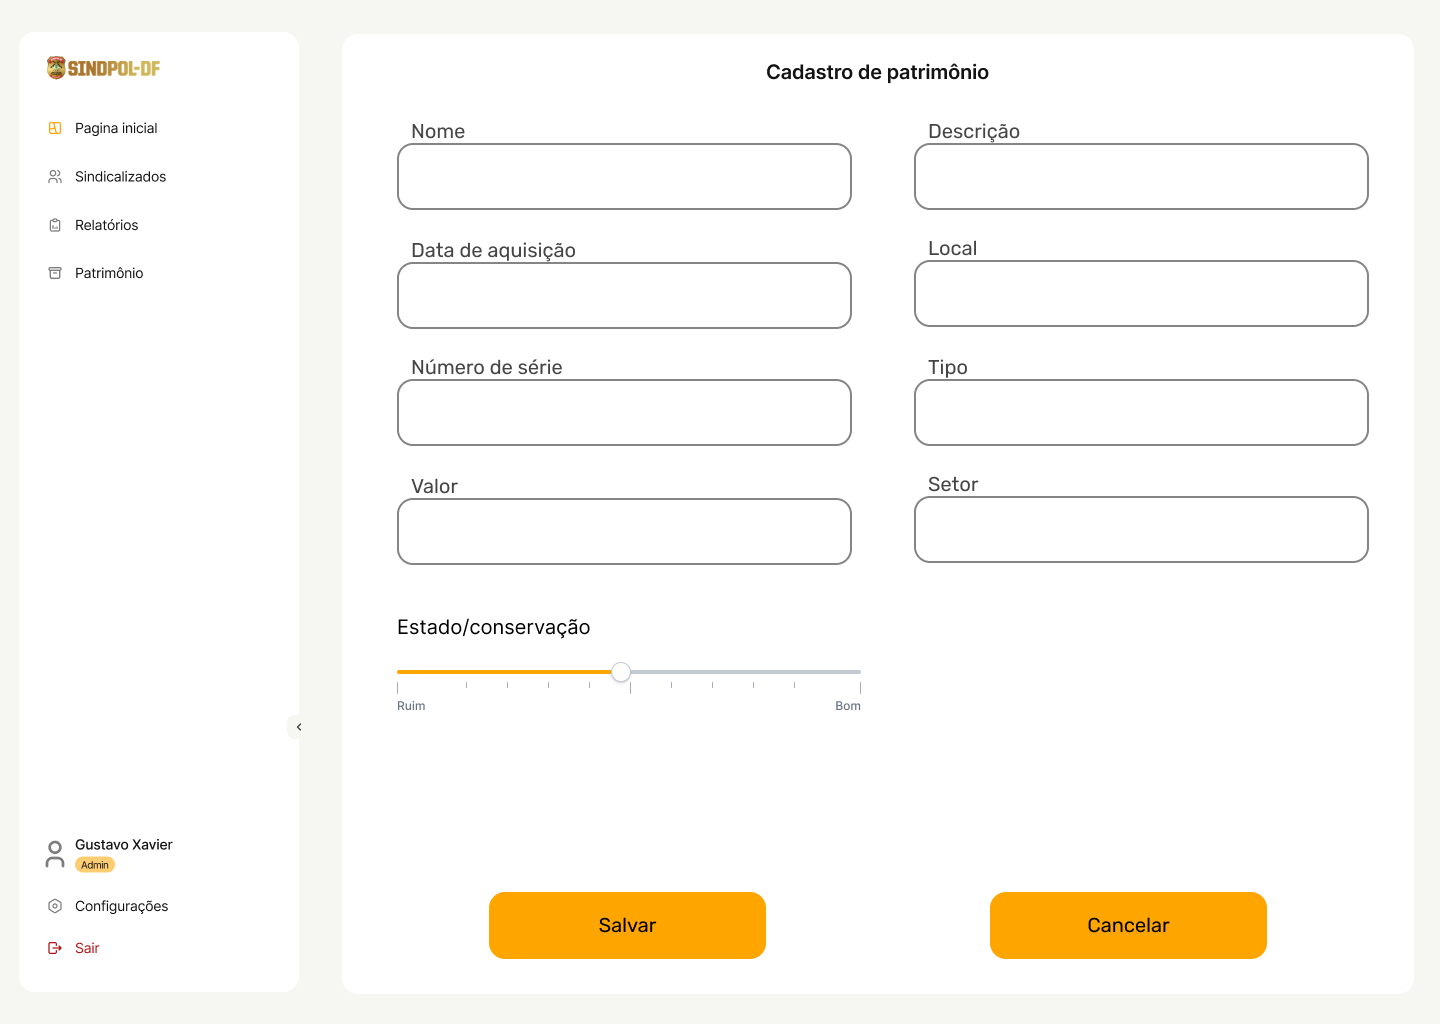 SINDPOL-DF
Pagina inicial
Sindicalizados
Relatórios
Patrimônio
Gustavo Xavier
Admin
Configurações
Sair
Cadastro de patrimônio
Nome
Descrição
Data de aquisição
Local
Número de série
Tipo
Valor
Setor
Estado/conservação
Ruim
Bom
Salvar
Cancelar